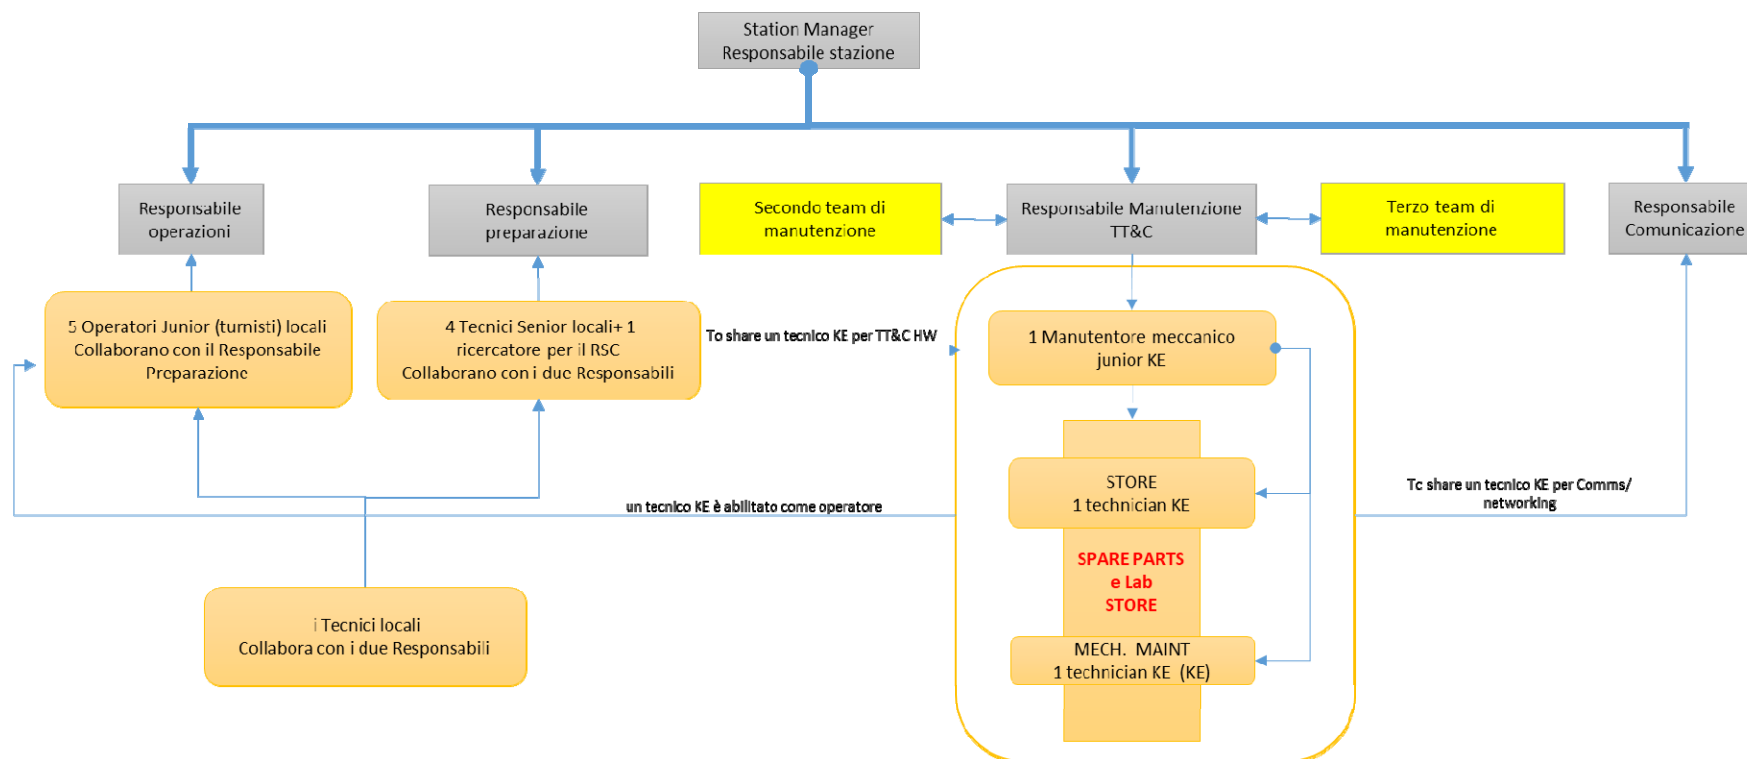 Station Manager
Responsabile stazione
Responsabile
operazioni
Responsabile
preparazione
Secondo team di
manutenzione
Responsabile Manutenzione
TT&C
Terzo team di
manutenzione
Responsabile
Comunicazione
5 Operatori Junior (turnisti) locali
Collaborano con il Responsabile
Preparazione
4 Tecnici Senior locali+ 1
ricercatore per il RSC
Collaborano con i due Responsabili
To share un tecnico KE per TT&C HW
1 Manutentore meccanico
junior KE
STORE
1 technician KE
SPARE PARTS
e Lab
STORE
MECH. MAINT
1 technician KE (KE)
un tecnico KE è abilitato come operatore
Tc share un tecnico KE per Comms/
networking
i Tecnici locali
Collabora con i due Responsabili